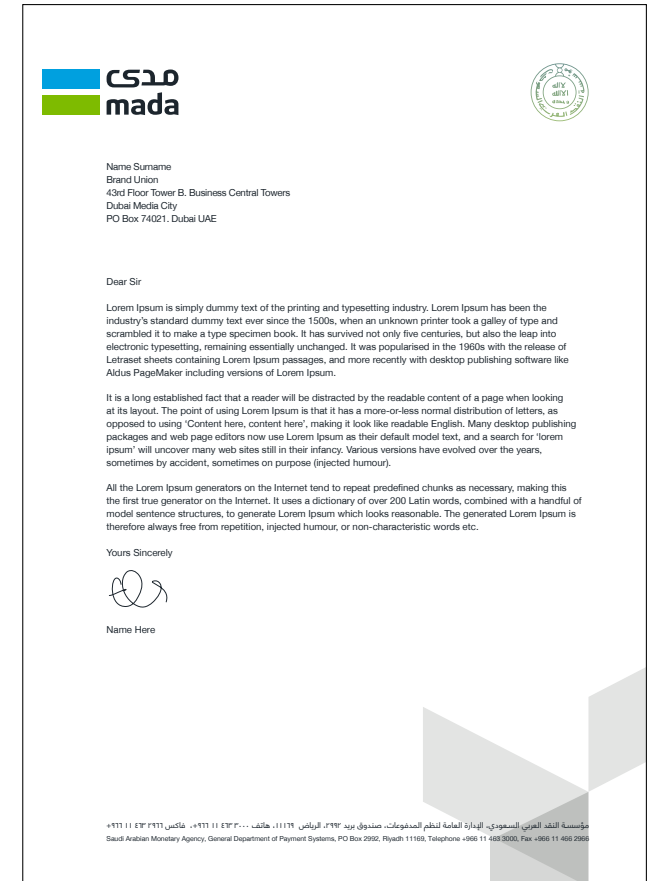 مدى
mada
Name Surname
Brand Union
43rd Floor Tower B. Business Central Towers
Dubai Media City
PO Box 74021. Dubai UAE
Dear Sir
Lorem Ipsum is simply dummy text of the printing and typesetting industry. Lorem Ipsum has been the
industry’s standard dummy text ever since the 1500s, when an unknown printer took a galley of type and
scrambled it to make a type specimen book. It has survived not only five centuries, but also the leap into
electronic typesetting, remaining essentially unchanged. It was popularised in the 1960s with the release of
Letraset sheets containing Lorem Ipsum passages, and more recently with desktop publishing software like
Aldus PageMaker including versions of Lorem Ipsum.
It is a long established fact that a reader will be distracted by the readable content of a page when looking
at its layout. The point of using Lorem Ipsum is that it has a more-or-less normal distribution of letters, as
opposed to using ‘Content here, content here’, making it look like readable English. Many desktop publishing
packages and web page editors now use Lorem Ipsum as their default model text, and a search for ‘lorem
ipsum’ will uncover many web sites still in their infancy. Various versions have evolved over the years,
sometimes by accident, sometimes on purpose (injected humour).
All the Lorem Ipsum generators on the Internet tend to repeat predefined chunks as necessary, making this
the first true generator on the Internet. It uses a dictionary of over 200 Latin words, combined with a handful of
model sentence structures, to generate Lorem Ipsum which looks reasonable. The generated Lorem Ipsum is
therefore always free from repetition, injected humour, or non-characteristic words etc.
Yours Sincerely
Name Here
مؤسسة النقد العربي السعودي، الإدارة العامة لنظم المدفوعات، صندوق بريد ٢٩٩٢، الرياض ١١١٦٩، هاتف ٣٠٠٠ ٤٦٣ ١١ ٩٦٦+، فاكس ٢٩٦٦ ٤٦٣ ١١ ٩٦٦+
Saudi Arabian Monetary Agency, General Department of Payment Systems, PO Box 2992, Riyadh 11169, Telephone +966 11 463 3000, Fax +966 11 466 2966